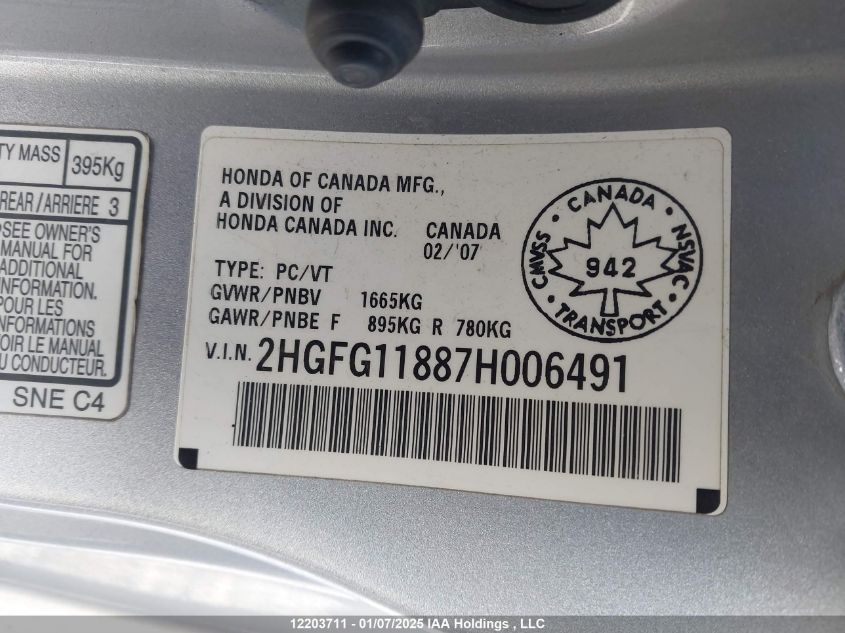 TY MASS 395Kg
REAR/ARRIERE 3
SEE OWNER'S
MANUAL FOR
ADDITIONAL
INFORMATION.
POUR LES
INFORMATIONS
VOIR LE MANUAL
DU CONDUCTEUR.
SNE C4
HONDA OF CANADA MFG.,
A DIVISION OF
HONDA CANADA INC. CANADA
02/'07
TYPE: PC/VT
GVWR/PNBV 1665KG
GAWR/PNBE F 895KG R 780KG
V.I.N. 2HGFG11887H006491
CANADA
CMVSS 942 NSVAC
TRANSPORT
12203711 - 01/07/2025 IAA Holdings , LLC